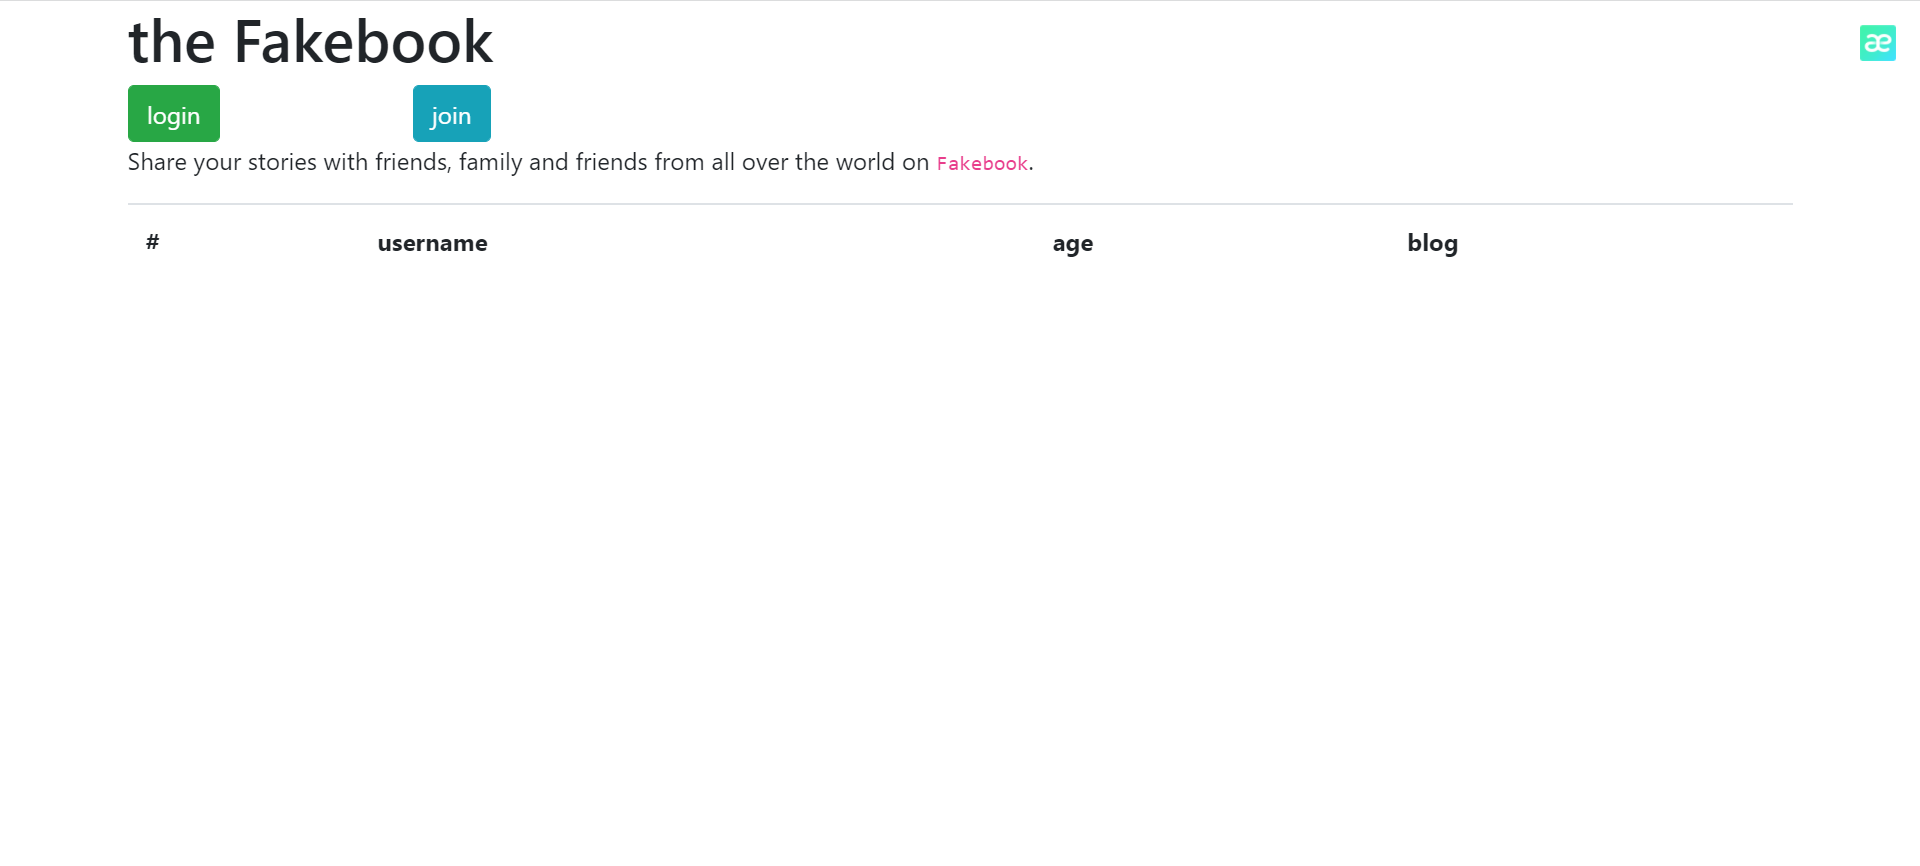 the Fakebook
æ
login join
Share your stories with friends, family and friends from all over the world on Fakebook.
# username age blog